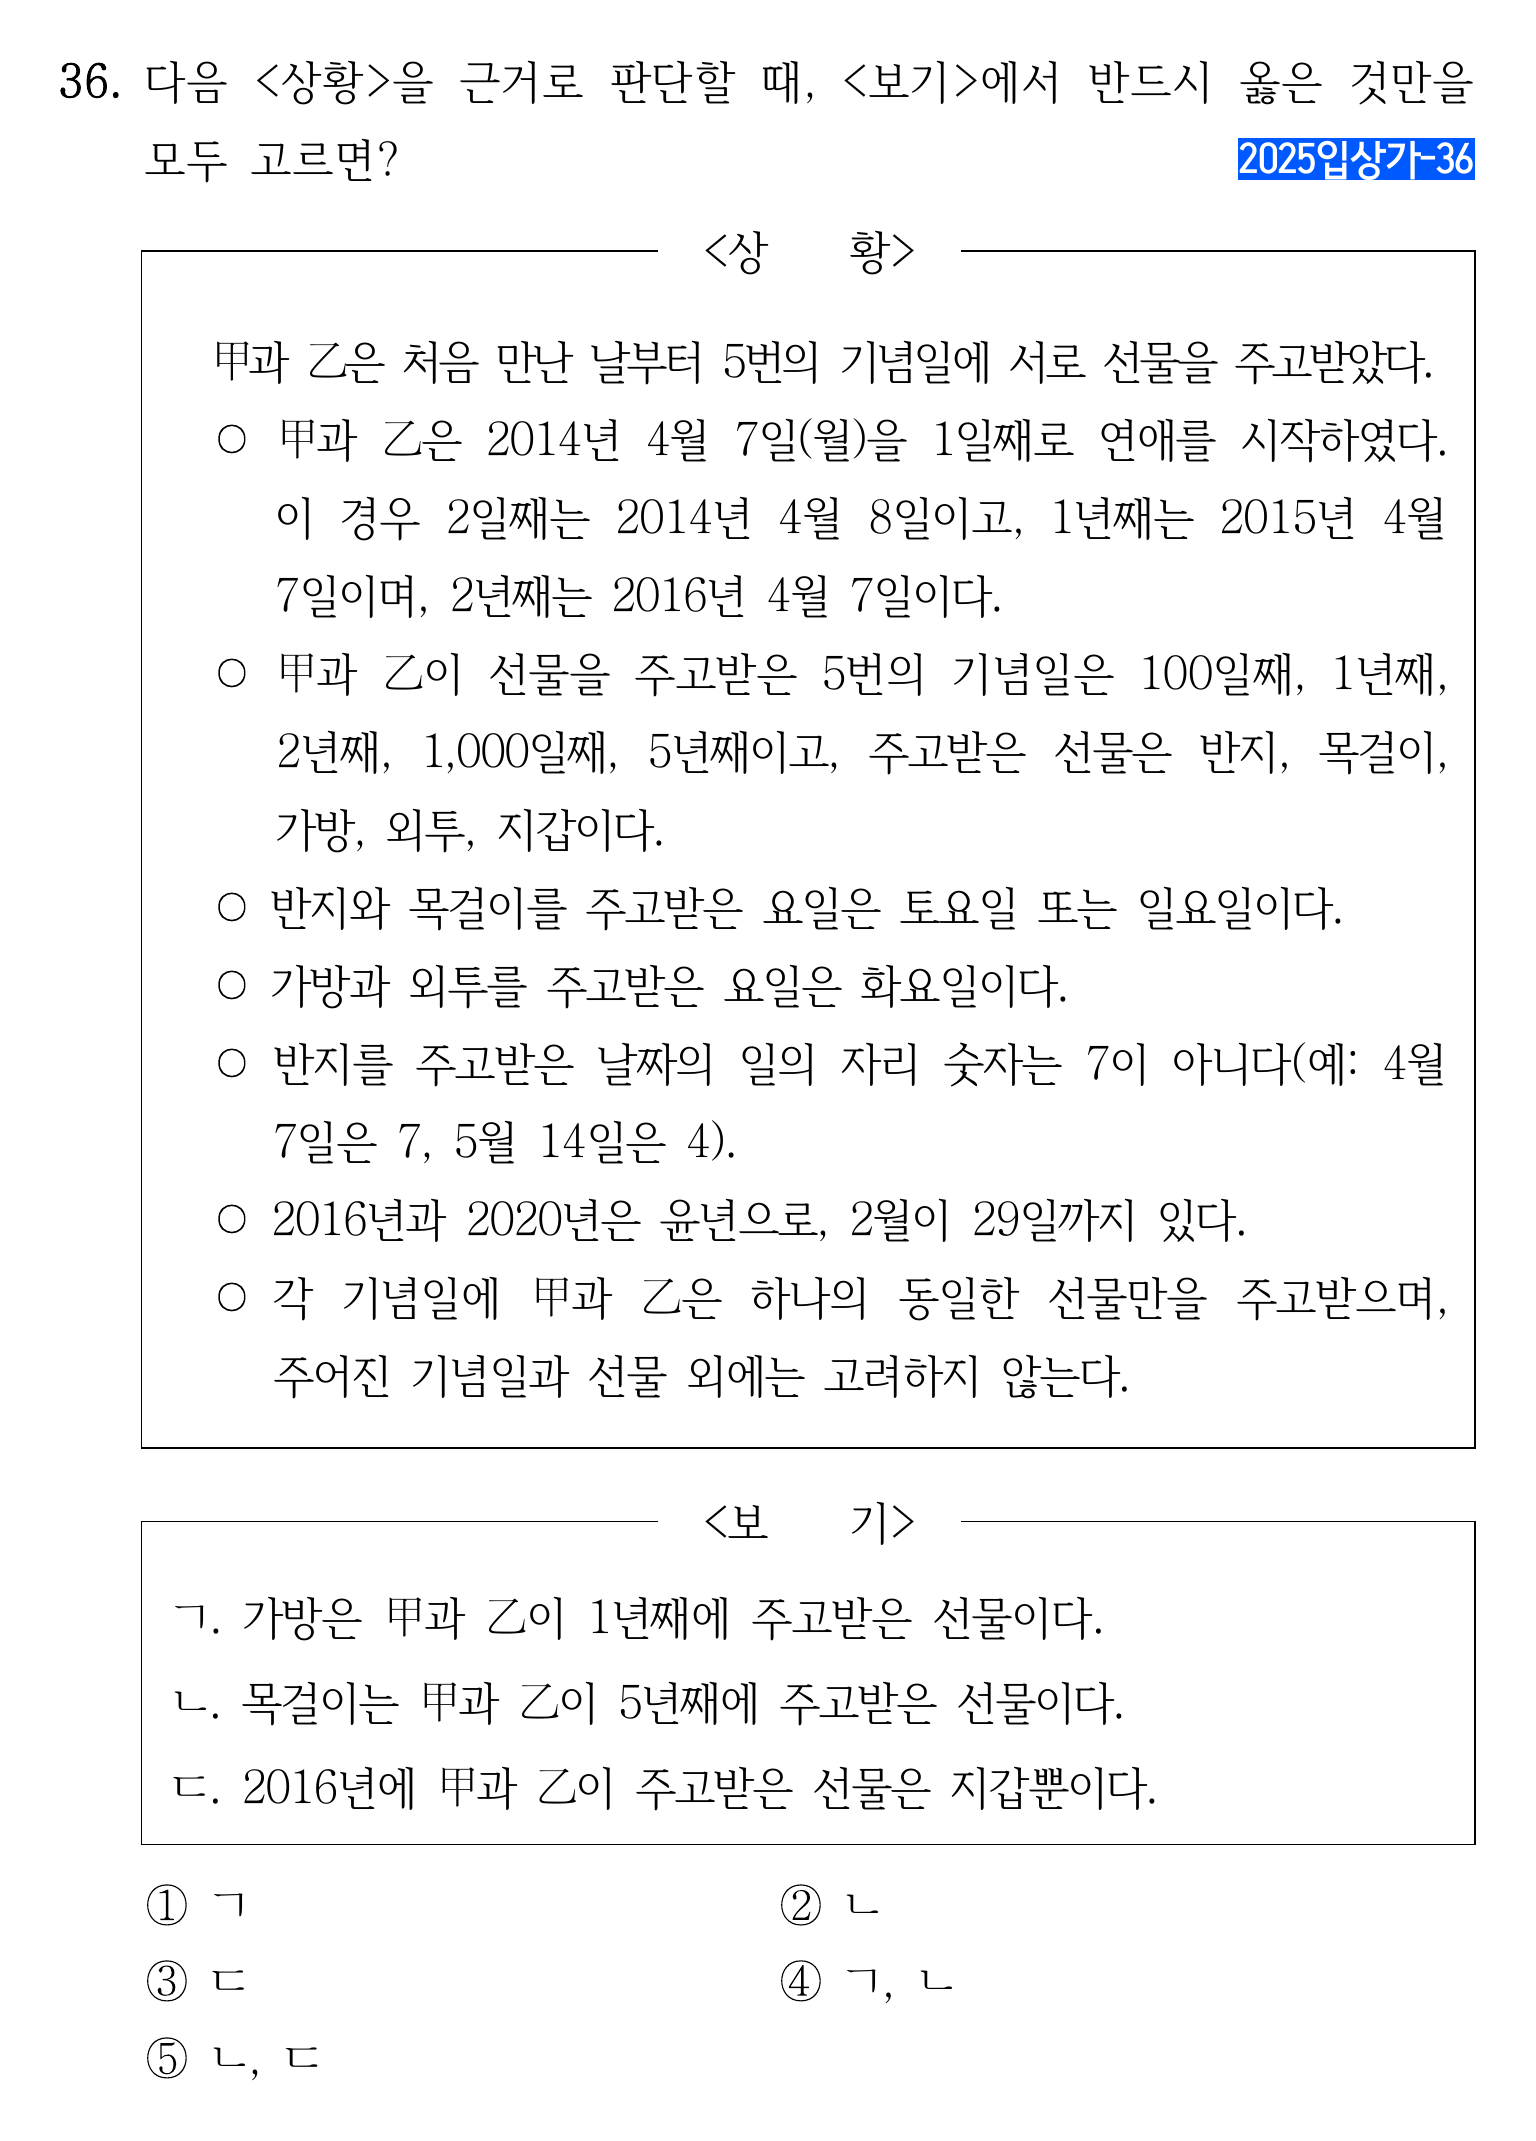 36. 다음 <상황>을 근거로 판단할 때, <보기>에서 반드시 옳은 것만을
모두 고르면?
2025입상가-36
<상 황>
甲과 乙은 처음 만난 날부터 5번의 기념일에 서로 선물을 주고받았다.
○ 甲과 乙은 2014년 4월 7일(월)을 1일째로 연애를 시작하였다.
이 경우 2일째는 2014년 4월 8일이고, 1년째는 2015년 4월
7일이며, 2년째는 2016년 4월 7일이다.
○ 甲과 乙이 선물을 주고받은 5번의 기념일은 100일째, 1년째,
2년째, 1,000일째, 5년째이고, 주고받은 선물은 반지, 목걸이,
가방, 외투, 지갑이다.
○ 반지와 목걸이를 주고받은 요일은 토요일 또는 일요일이다.
○ 가방과 외투를 주고받은 요일은 화요일이다.
○ 반지를 주고받은 날짜의 일의 자리 숫자는 7이 아니다(예: 4월
7일은 7, 5월 14일은 4).
○ 2016년과 2020년은 윤년으로, 2월이 29일까지 있다.
○ 각 기념일에 甲과 乙은 하나의 동일한 선물만을 주고받으며,
주어진 기념일과 선물 외에는 고려하지 않는다.
<보 기>
ㄱ. 가방은 甲과 乙이 1년째에 주고받은 선물이다.
ㄴ. 목걸이는 甲과 乙이 5년째에 주고받은 선물이다.
ㄷ. 2016년에 甲과 乙이 주고받은 선물은 지갑뿐이다.
① ㄱ
② ㄴ
③ ㄷ
④ ㄱ, ㄴ
⑤ ㄴ, ㄷ